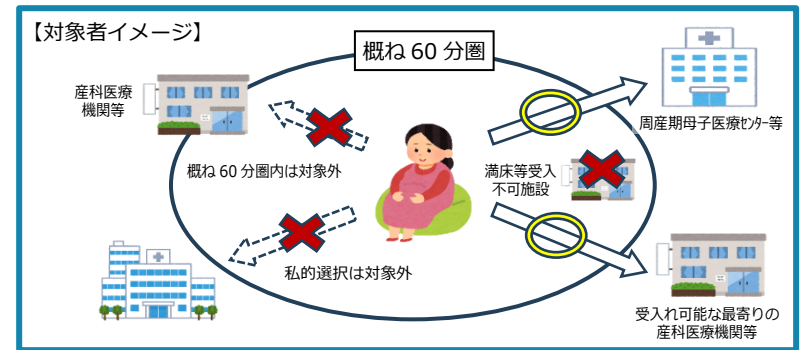 【対象者イメージ】
概ね 60 分圏
産科医療
機関等
周産期母子医療ｾﾝﾀｰ等
概ね 60 分圏内は対象外
満床等受入
不可施設
私的選択は対象外
受入れ可能な最寄りの
産科医療機関等